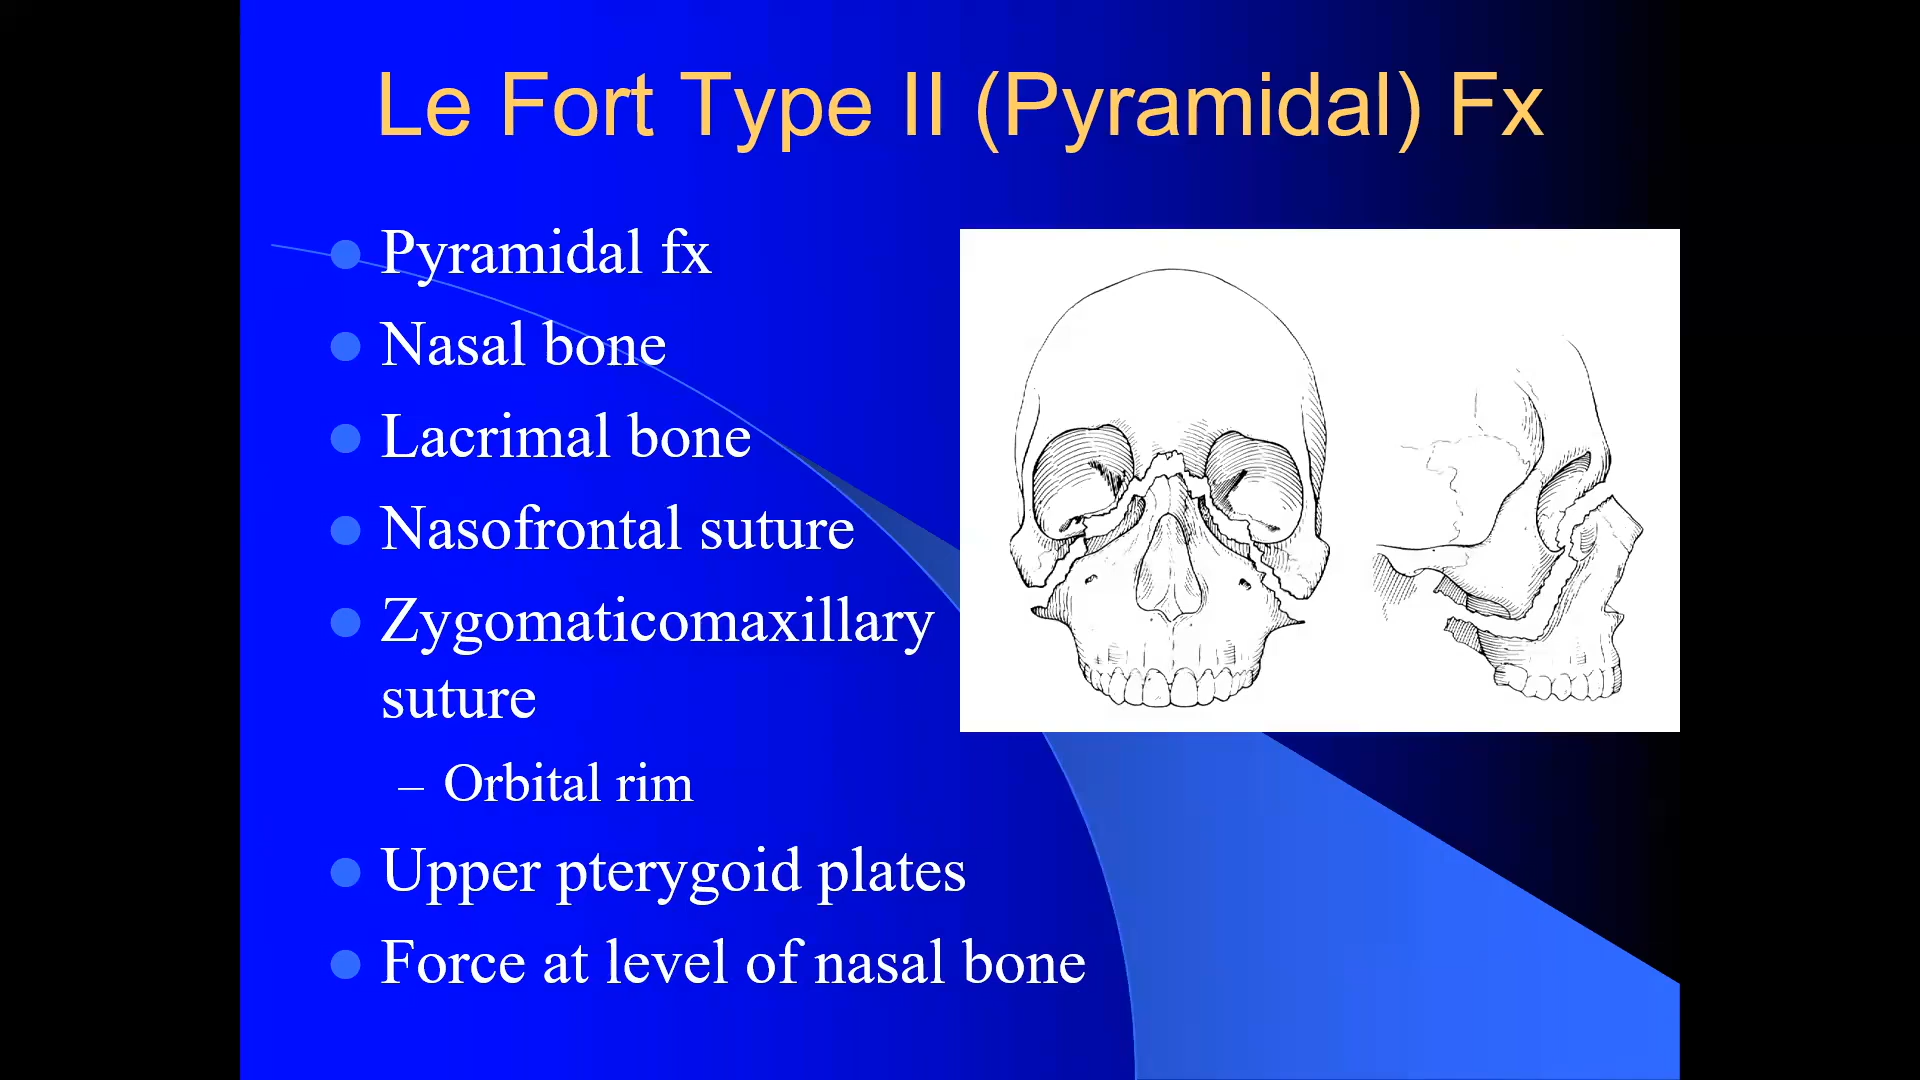 Le Fort Type II (Pyramidal) Fx
Pyramidal fx
Nasal bone
Lacrimal bone
Nasofrontal suture
Zygomaticomaxillary
suture
– Orbital rim
Upper pterygoid plates
Force at level of nasal bone